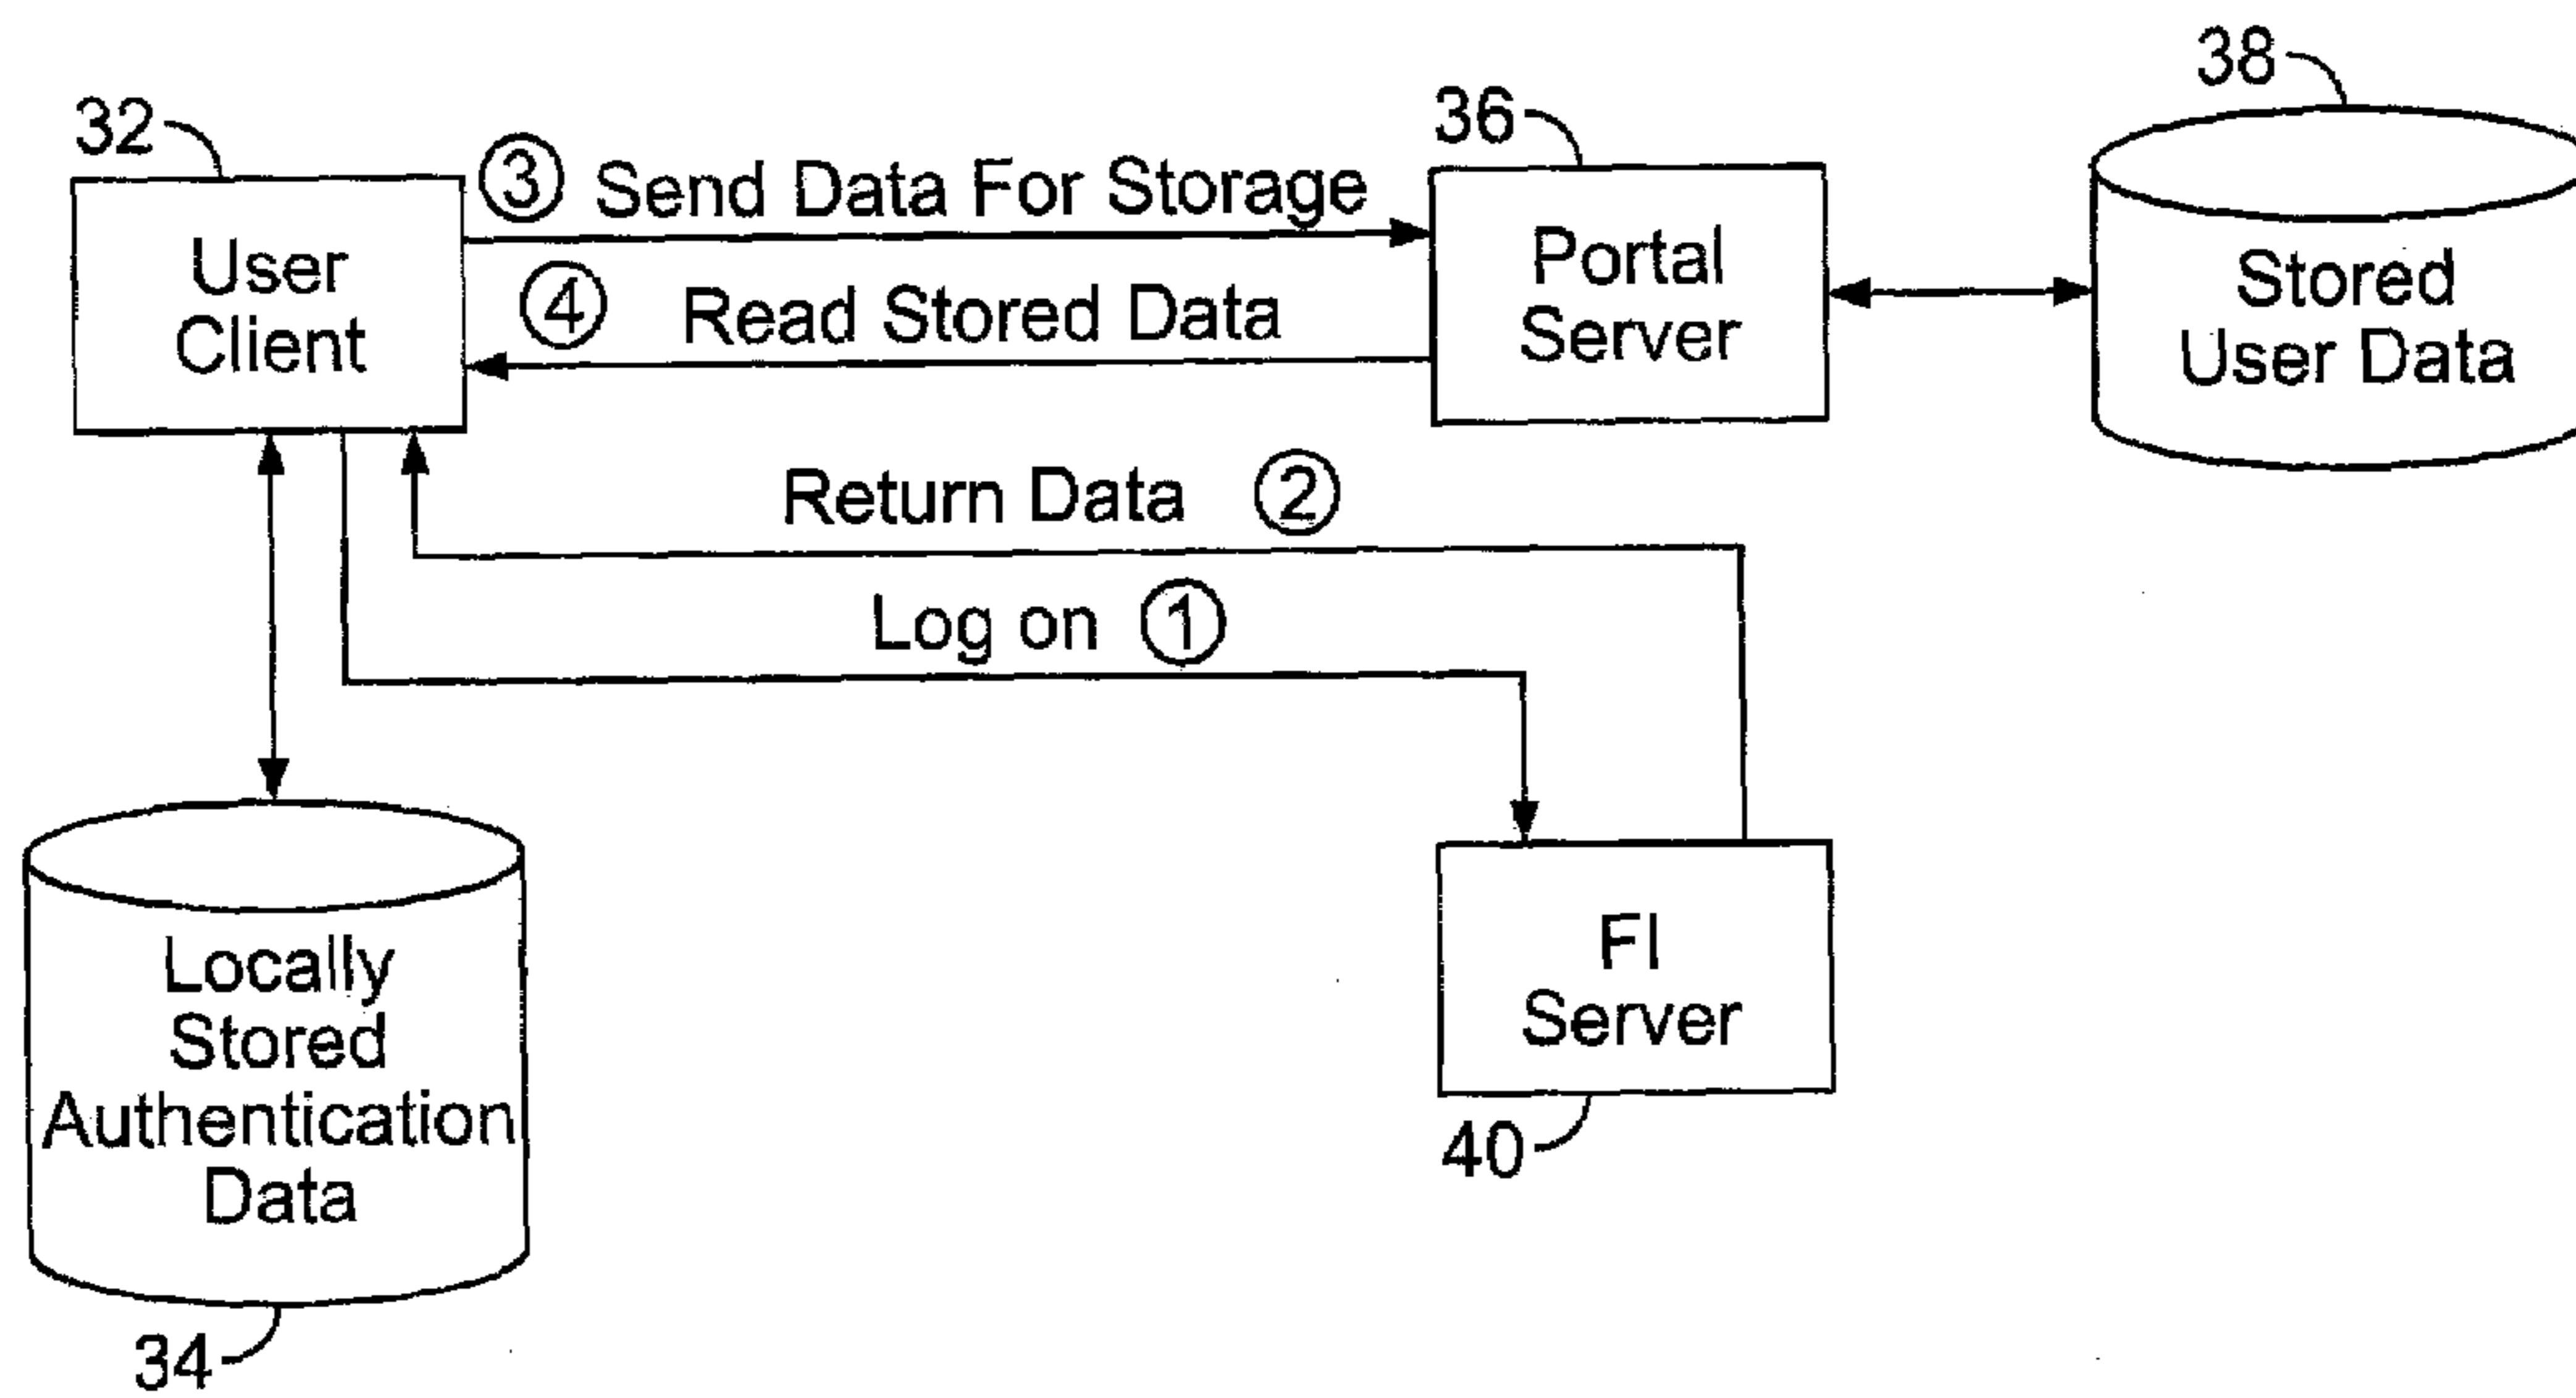 38
32
36
③ Send Data For Storage
User
Client
Portal
Server
Stored
User Data
④ Read Stored Data
Return Data ②
Log on ①
Locally
Stored
Authentication
Data
FI
Server
40
34